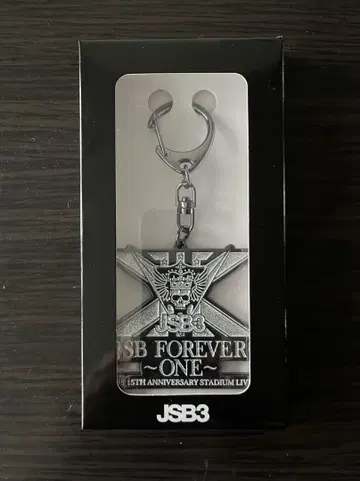 JSB3
JSB FOREVER
~ONE~
15TH ANNIVERSARY STADIUM LIV
JSB3